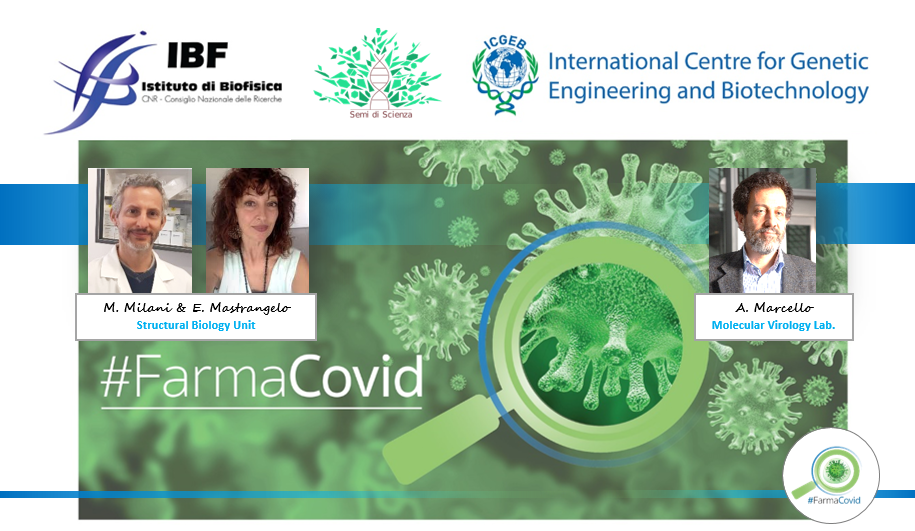 IBF
Istituto di Biofisica
CNR - Consiglio Nazionale delle Ricerche
Semi di Scienza
ICGEB
International Centre for Genetic
Engineering and Biotechnology
M. Milani & E. Mastrangelo
Structural Biology Unit
A. Marcello
Molecular Virology Lab.
#FarmaCovid
#FarmaCovid